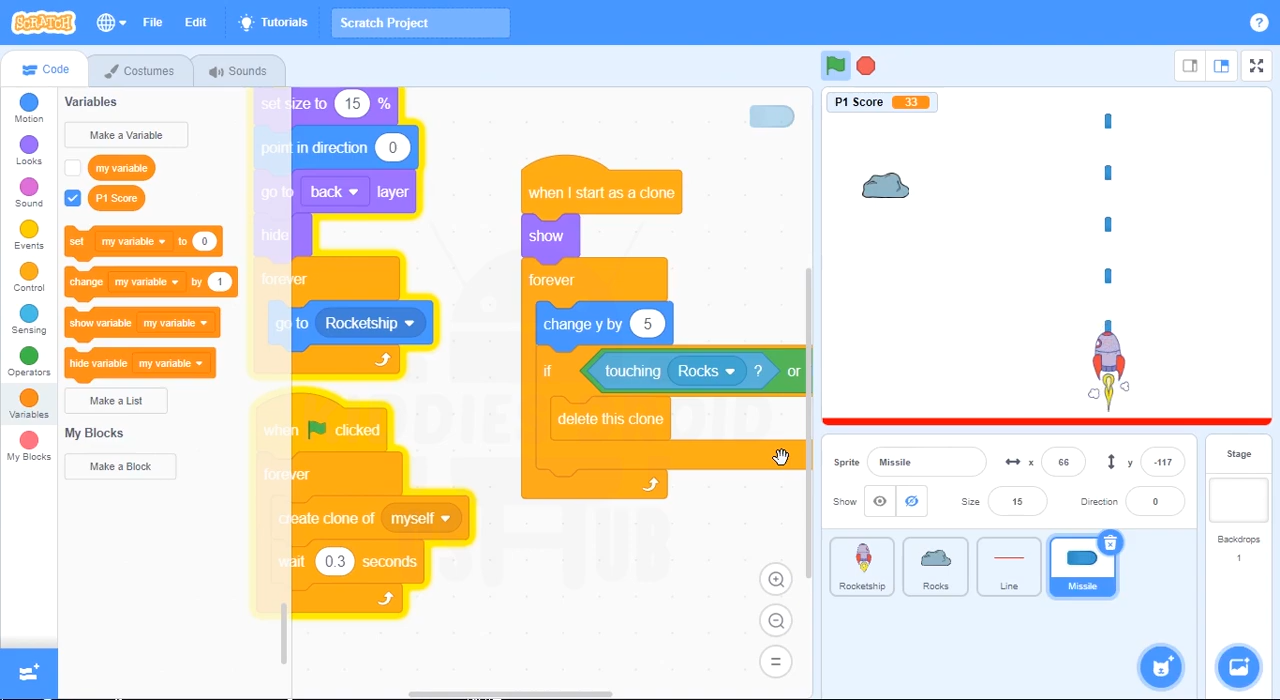 SCRATCH File Edit Tutorials Scratch Project ?
Code Costumes Sounds
Motion
Looks
Sound
Events
Control
Sensing
Operators
Variables
My Blocks
Variables
Make a Variable
my variable
P1 Score
set my variable to 0
change my variable by 1
show variable my variable
hide variable my variable
Make a List
My Blocks
Make a Block
set size to 15 %
point in direction 0
go to back layer
hide
forever
go to Rocketship
when clicked
forever
create clone of myself
wait 0.3 seconds
when I start as a clone
show
forever
change y by 5
if touching Rocks ? or
delete this clone
P1 Score 33
Sprite Missile x 66 y -117
Show Size 15 Direction 0
Rocketship Rocks Line Missile
Stage
Backdrops
1